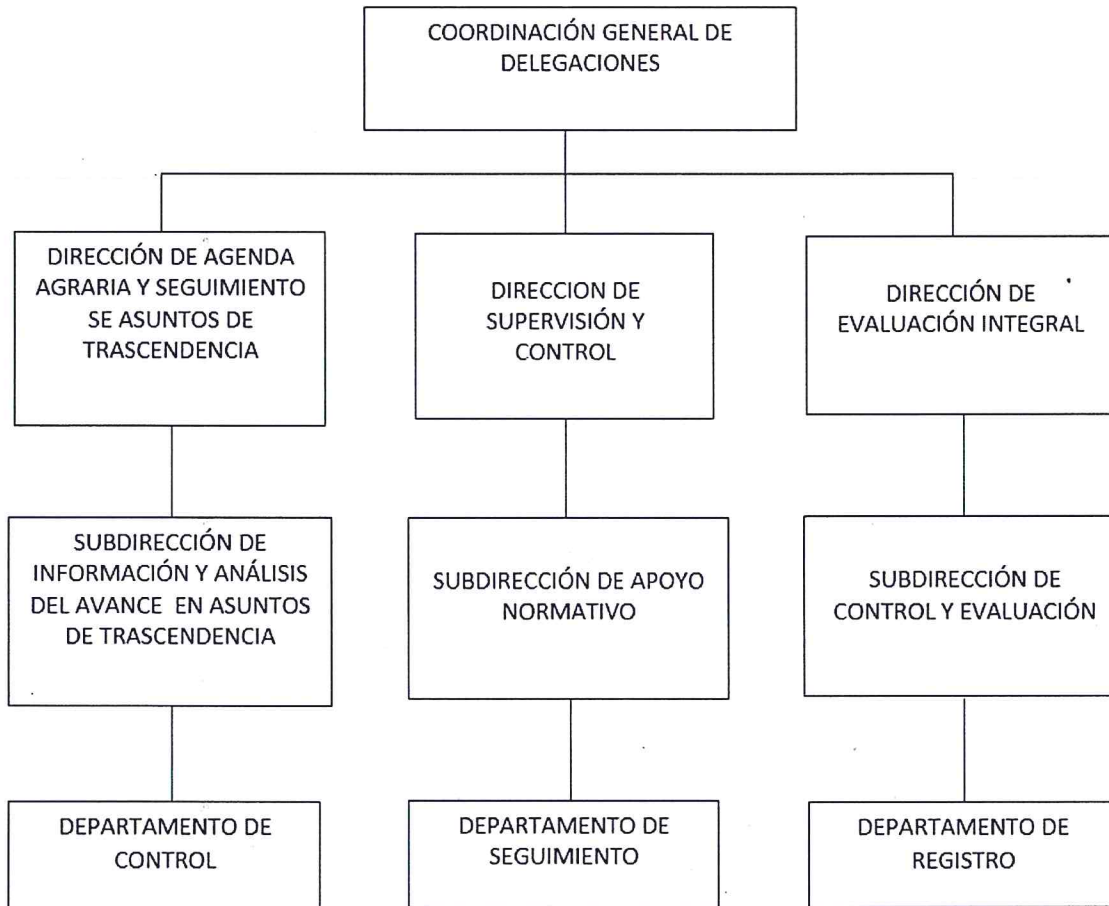 COORDINACIÓN GENERAL DE
DELEGACIONES
DIRECCIÓN DE AGENDA
AGRARIA Y SEGUIMIENTO
SE ASUNTOS DE
TRASCENDENCIA
DIRECCION DE
SUPERVISIÓN Y
CONTROL
DIRECCIÓN DE
EVALUACIÓN INTEGRAL
SUBDIRECCIÓN DE
INFORMACIÓN Y ANÁLISIS
DEL AVANCE EN ASUNTOS
DE TRASCENDENCIA
SUBDIRECCIÓN DE APOYO
NORMATIVO
SUBDIRECCIÓN DE
CONTROL Y EVALUACIÓN
DEPARTAMENTO DE
CONTROL
DEPARTAMENTO DE
SEGUIMIENTO
DEPARTAMENTO DE
REGISTRO